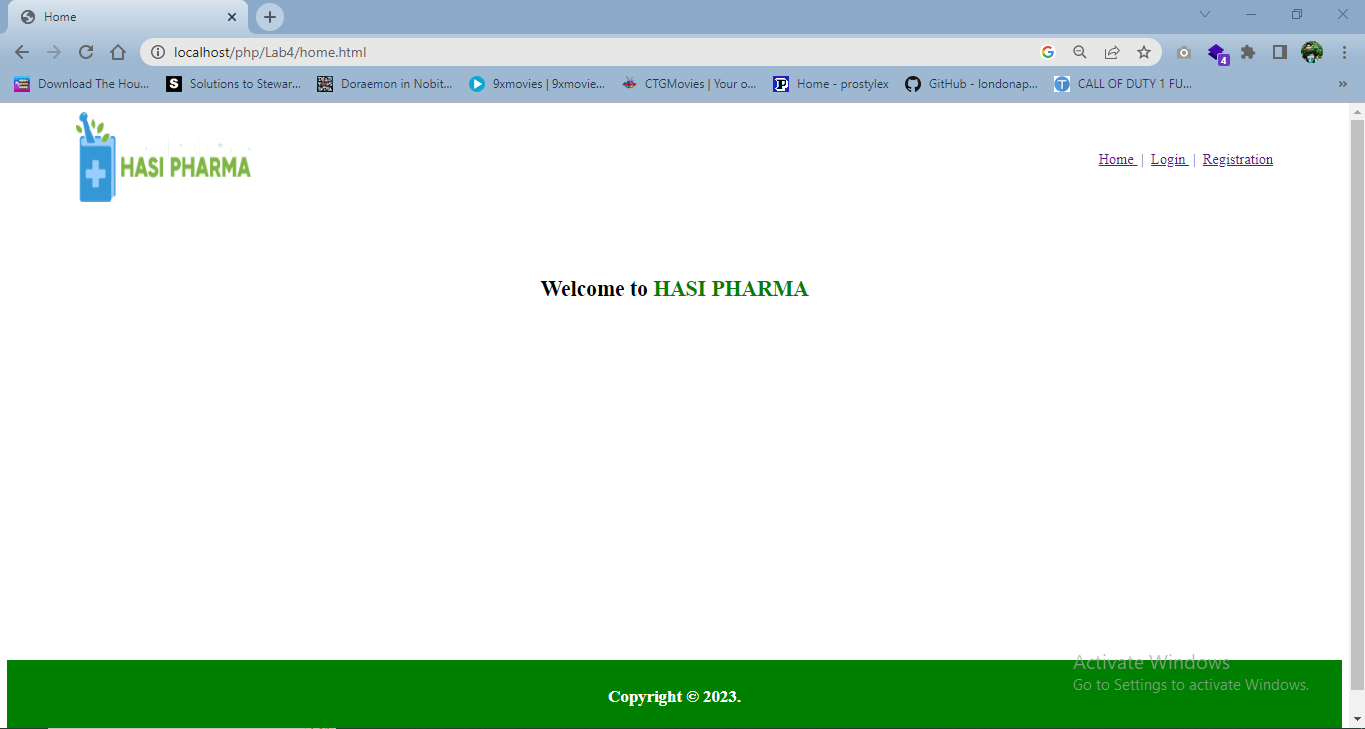 Home
localhost/php/Lab4/home.html
4
Download The Hou... Solutions to Stewar... Doraemon in Nobit... 9xmovies | 9xmovie... CTGMovies | Your o... Home - prostylex GitHub - londonap... CALL OF DUTY 1 FU... »
HASI PHARMA
Home | Login | Registration
Welcome to HASI PHARMA
Activate Windows
Go to Settings to activate Windows.
Copyright © 2023.